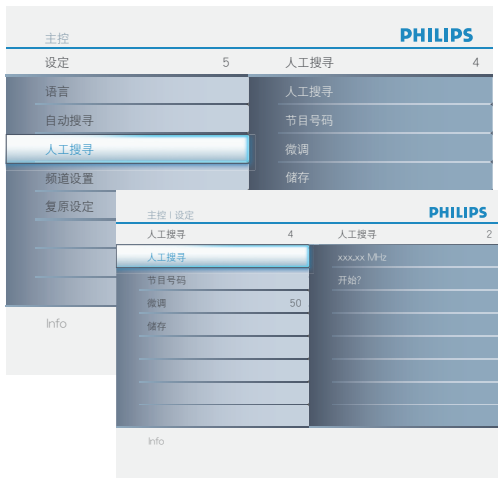 主控
PHILIPS
设定 5 人工搜寻 4
语言 人工搜寻
自动搜寻 节目号码
人工搜寻 微调
频道设置 储存
复原设定
Info
主控 | 设定
PHILIPS
人工搜寻 4 人工搜寻 2
人工搜寻 xxx.xx MHz
节目号码 开始?
微调 50
储存
Info